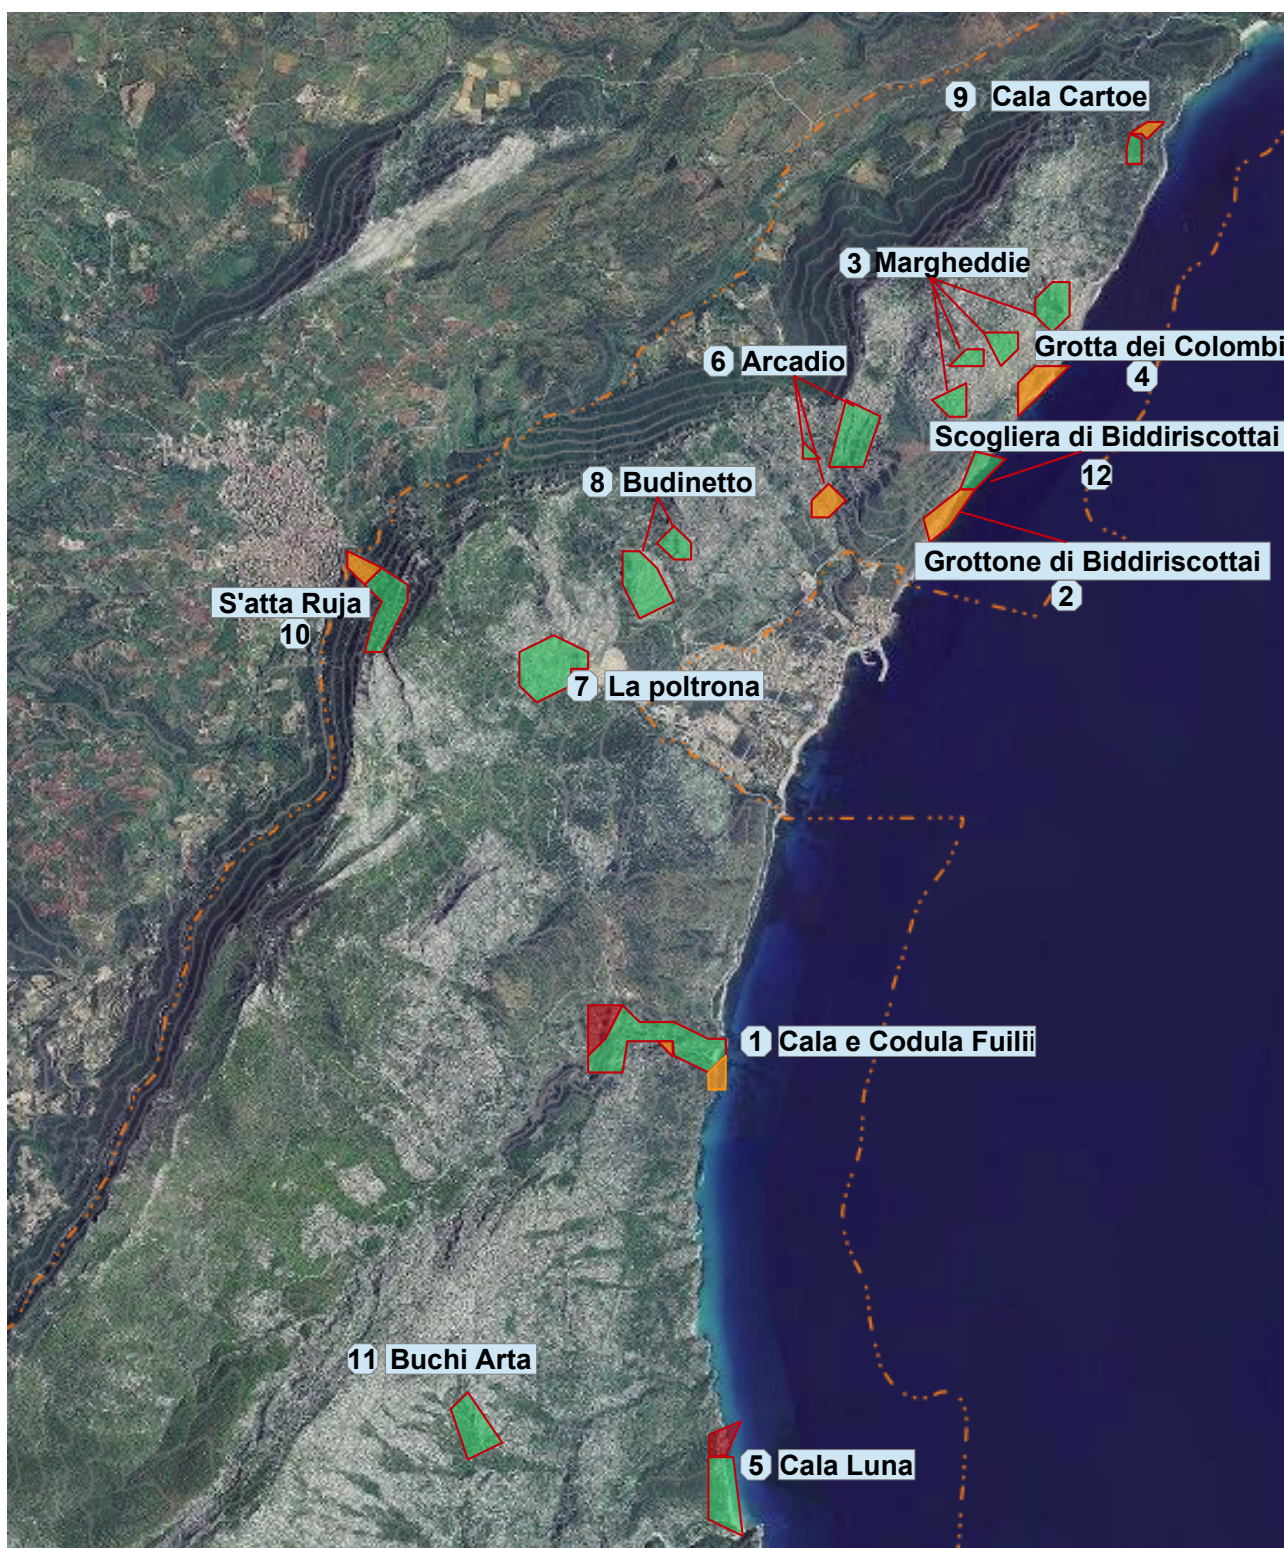 9 Cala Cartoe
3 Margheddie
Grotta dei Colombi
4
6 Arcadio
Scogliera di Biddiriscottai
12
8 Budinetto
Grottone di Biddiriscottai
2
S'atta Ruja
10
7 La poltrona
1 Cala e Codula Fuilii
11 Buchi Arta
5 Cala Luna